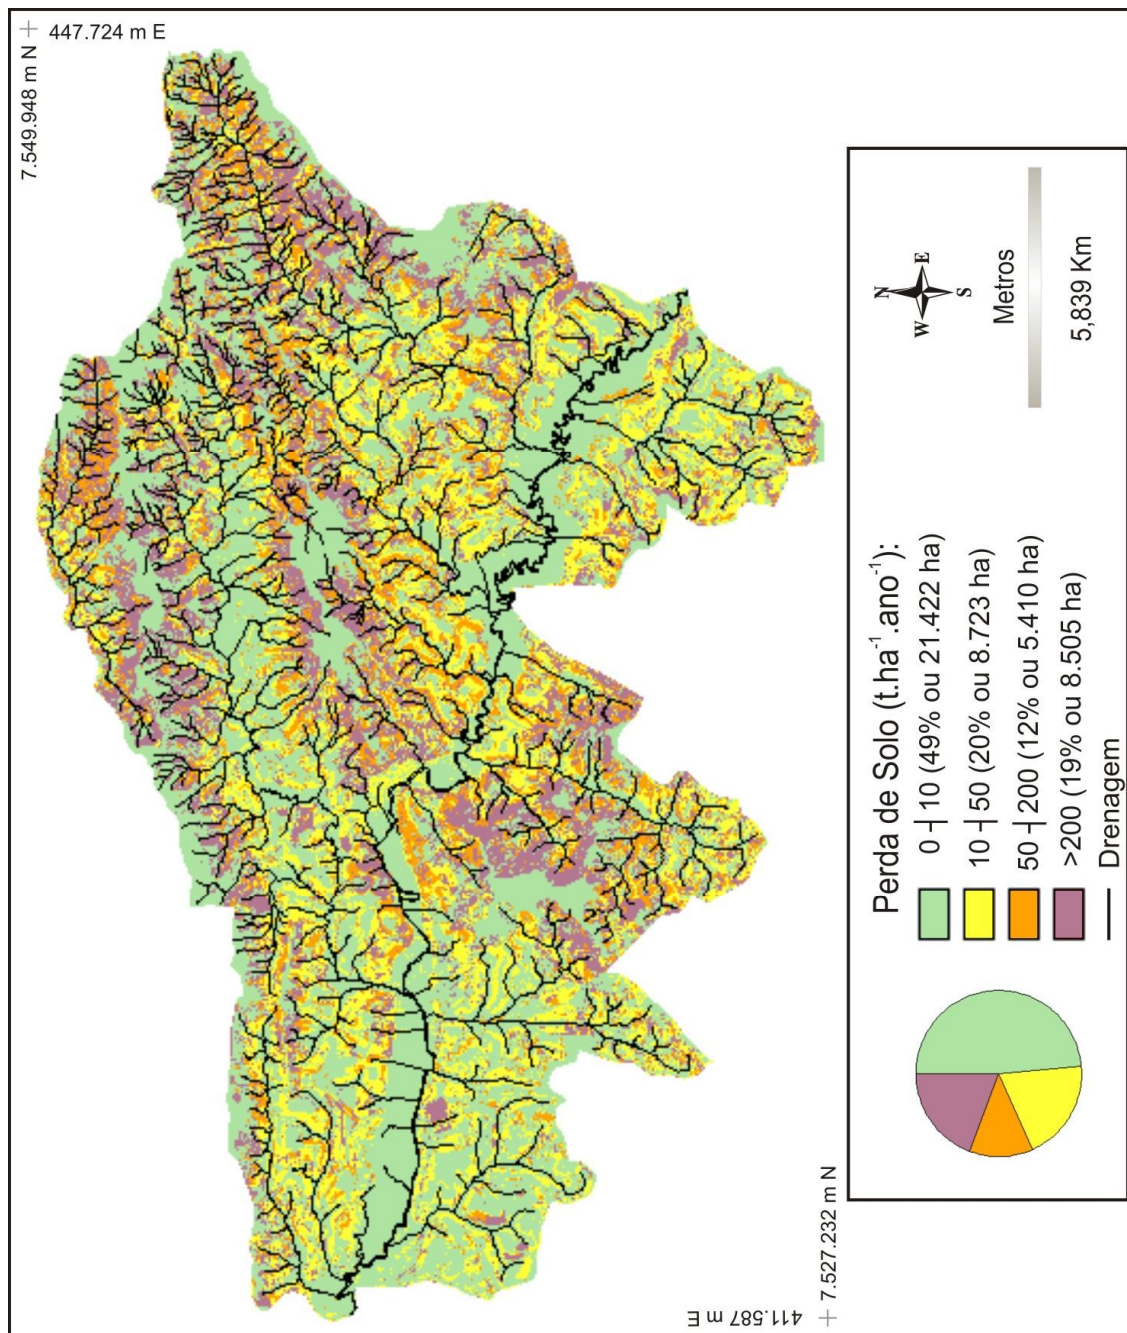 447.724 m E
7.549.948 m N
N
W E
S
Metros
5,839 Km
Perda de Solo (t.ha⁻¹.ano⁻¹):
0 ⊣ 10 (49% ou 21.422 ha)
10 ⊣ 50 (20% ou 8.723 ha)
50 ⊣ 200 (12% ou 5.410 ha)
>200 (19% ou 8.505 ha)
Drenagem
411.587 m E
7.527.232 m N